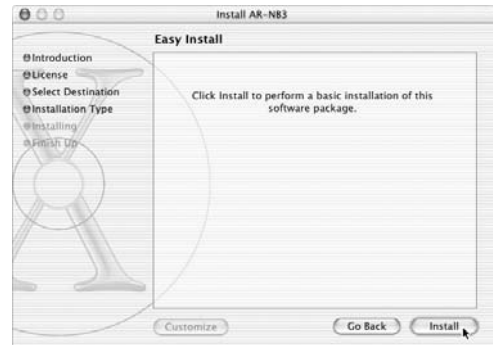 Install AR-NB3
Easy Install
Introduction
License
Select Destination
Installation Type
Installing
Finish Up
Click Install to perform a basic installation of this
software package.
Customize
Go Back
Install